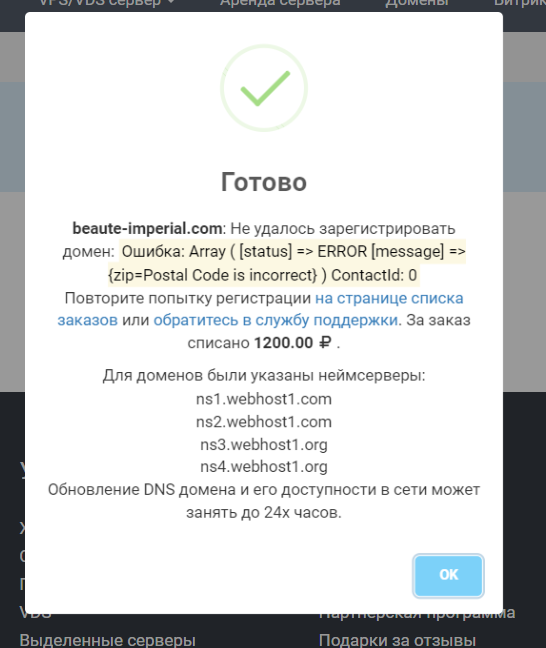 VPS/VDS сервер Аренда сервера Домены Битрик
Готово
beaute-imperial.com: Не удалось зарегистрировать
домен: Ошибка: Array ( [status] => ERROR [message] =>
{zip=Postal Code is incorrect} ) ContactId: 0
Повторите попытку регистрации на странице списка
заказов или обратитесь в службу поддержки. За заказ
списано 1200.00 ₽ .
Для доменов были указаны неймсерверы:
ns1.webhost1.com
ns2.webhost1.com
ns3.webhost1.org
ns4.webhost1.org
Обновление DNS домена и его доступности в сети может
занять до 24х часов.
OK
VDS Партнерская программа
Выделенные серверы Подарки за отзывы